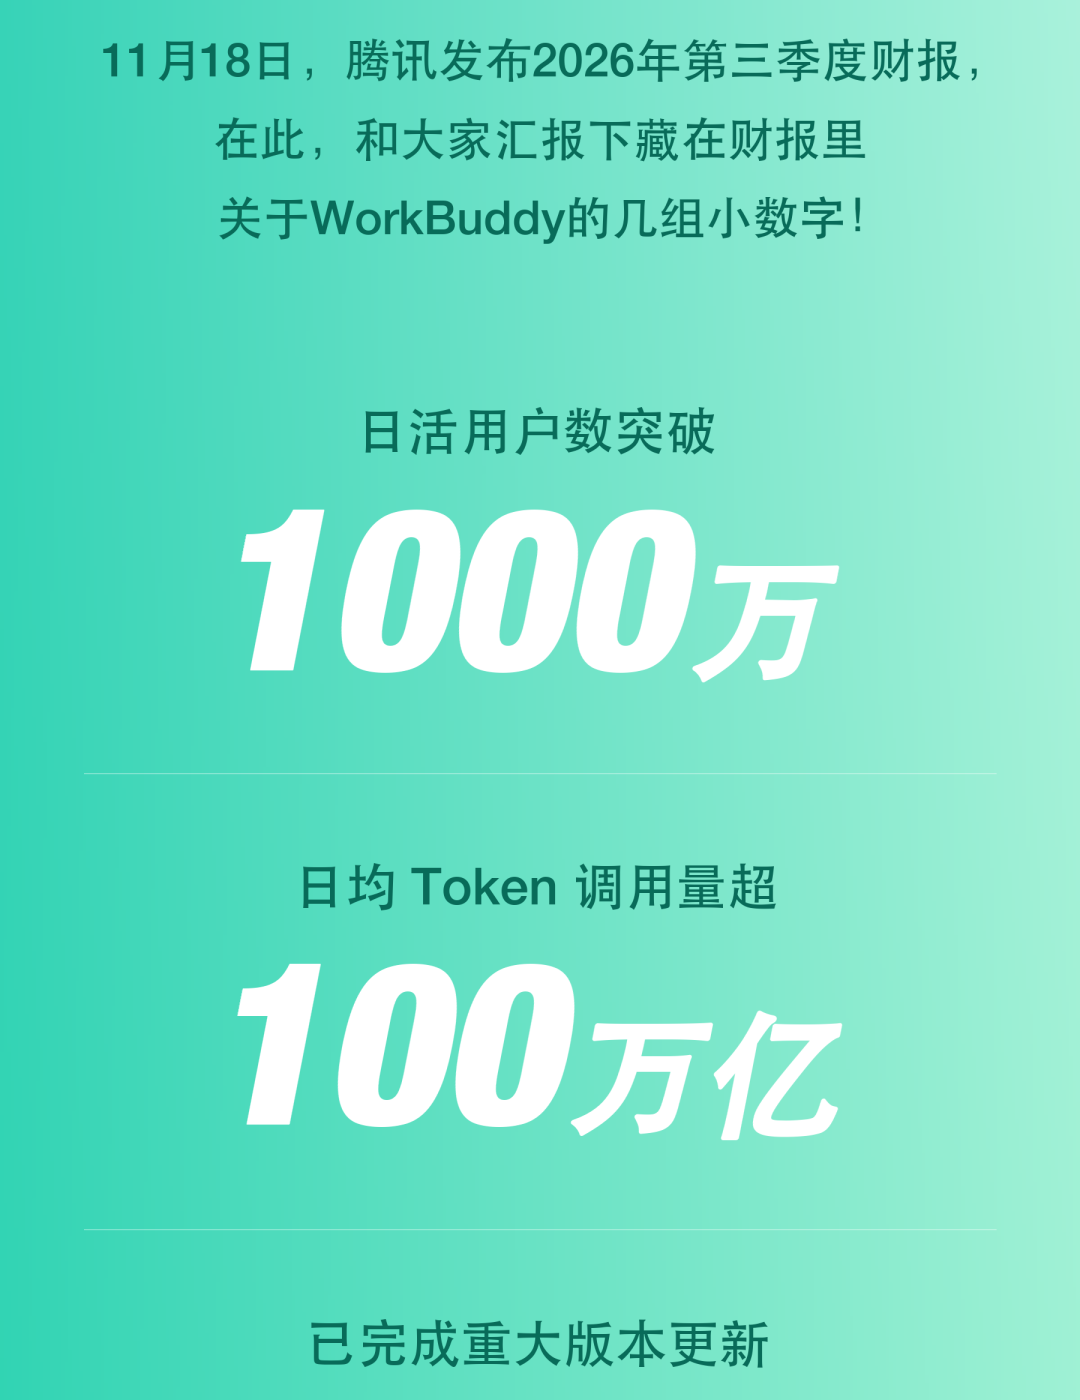 11月18日，腾讯发布2026年第三季度财报，
在此，和大家汇报下藏在财报里
关于WorkBuddy的几组小数字！
日活用户数突破
1000万
日均 Token 调用量超
100万亿
已完成重大版本更新